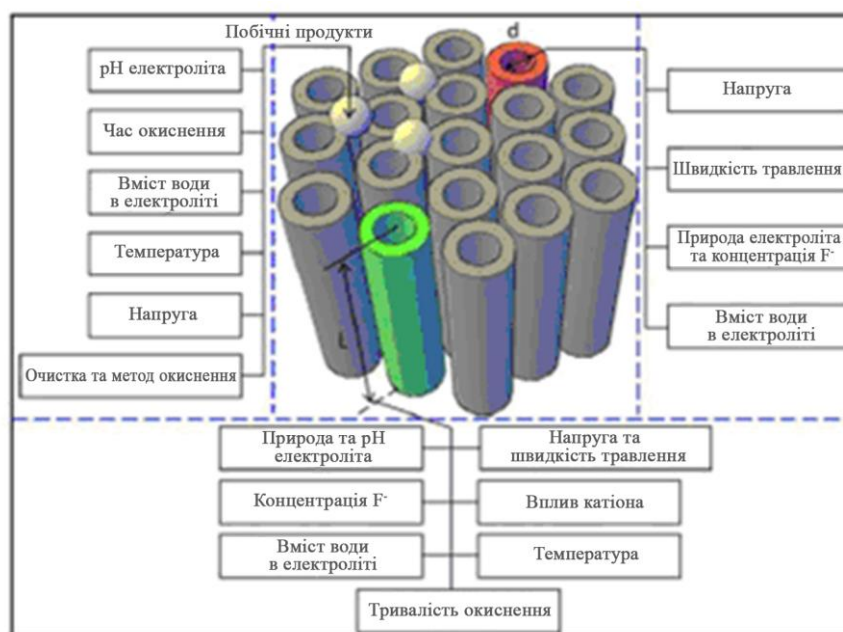 Побічні продукти
d
pH електроліта
Час окиснення
Вміст води
в електроліті
Температура
Напруга
Очистка та метод окиснення
L
Напруга
Швидкість травлення
Природа електроліта
та концентрація F-
Вміст води
в електроліті
Природа та pH
електроліта
Концентрація F-
Вміст води
в електроліті
Напруга та
швидкість травлення
Вплив катіона
Температура
Тривалість окиснення